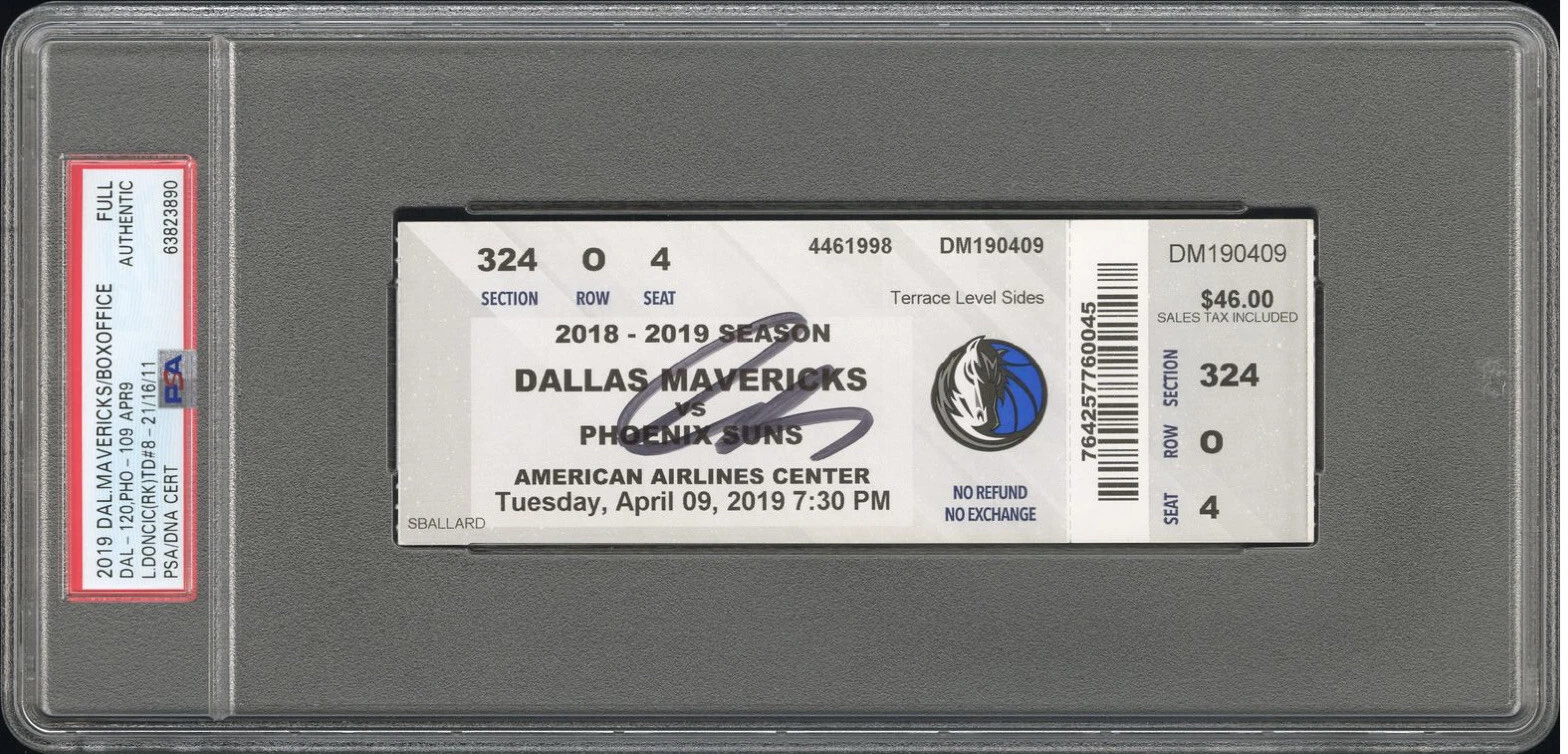 2019 DAL.MAVERICKS/BOXOFFICE FULL
DAL - 120,PHO - 109 APR9 AUTHENTIC
L.DONCIC(RK)TD#8 - 21/16/11
PSA/DNA CERT 63823890
PSA
324 O 4
SECTION ROW SEAT
4461998 DM190409
Terrace Level Sides
2018 - 2019 SEASON
DALLAS MAVERICKS
VS
PHOENIX SUNS
AMERICAN AIRLINES CENTER
Tuesday, April 09, 2019 7:30 PM
SBALLARD
NO REFUND
NO EXCHANGE
7642577760045
DM190409
$46.00
SALES TAX INCLUDED
SECTION 324
ROW O
SEAT 4